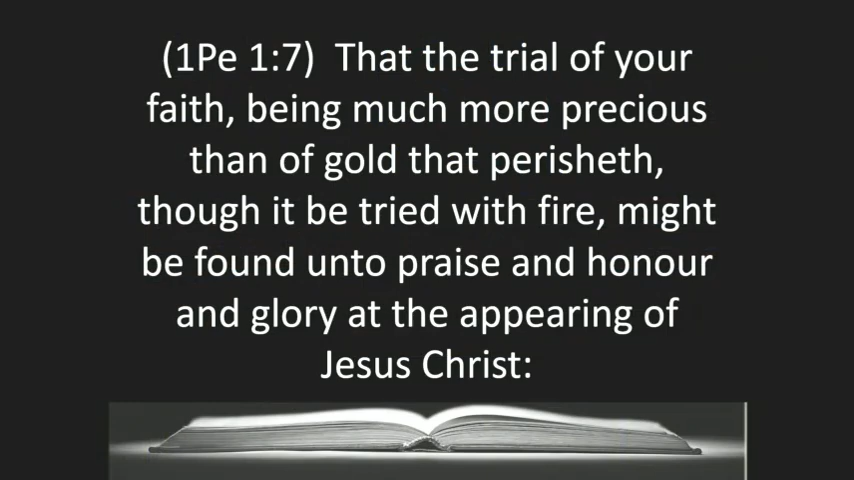 (1Pe 1:7)  That the trial of your
faith, being much more precious
than of gold that perisheth,
though it be tried with fire, might
be found unto praise and honour
and glory at the appearing of
Jesus Christ: